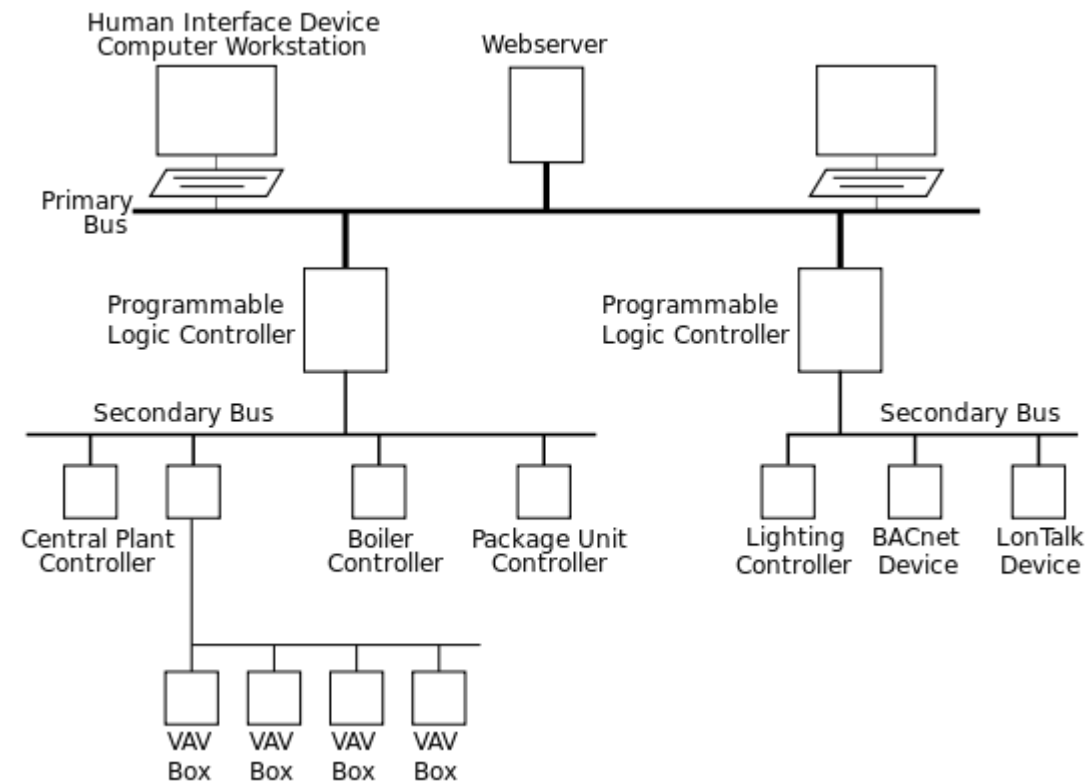 Human Interface Device
Computer Workstation
Webserver
Primary
Bus
Programmable
Logic Controller
Programmable
Logic Controller
Secondary Bus
Secondary Bus
Central Plant
Controller
Boiler
Controller
Package Unit
Controller
Lighting
Controller
BACnet
Device
LonTalk
Device
VAV
Box
VAV
Box
VAV
Box
VAV
Box